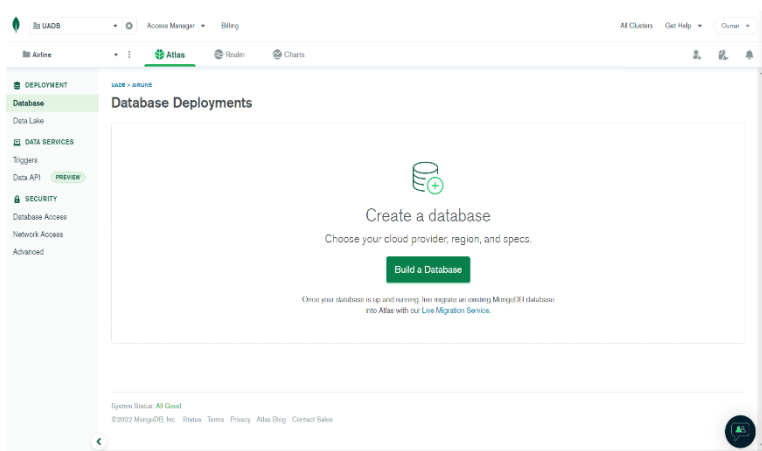 UADB Access Manager Billing All Clusters Get Help Oumar
Airline Atlas Realm Charts
DEPLOYMENT
Database
Data Lake
DATA SERVICES
Triggers
Data API PREVIEW
SECURITY
Database Access
Network Access
Advanced
UADB > AIRLINE
Database Deployments
Create a database
Choose your cloud provider, region, and specs.
Build a Database
Once your database is up and running, live migrate an existing MongoDB database
into Atlas with our Live Migration Service.
System Status: All Good
©2022 MongoDB, Inc. Status Terms Privacy Atlas Blog Contact Sales